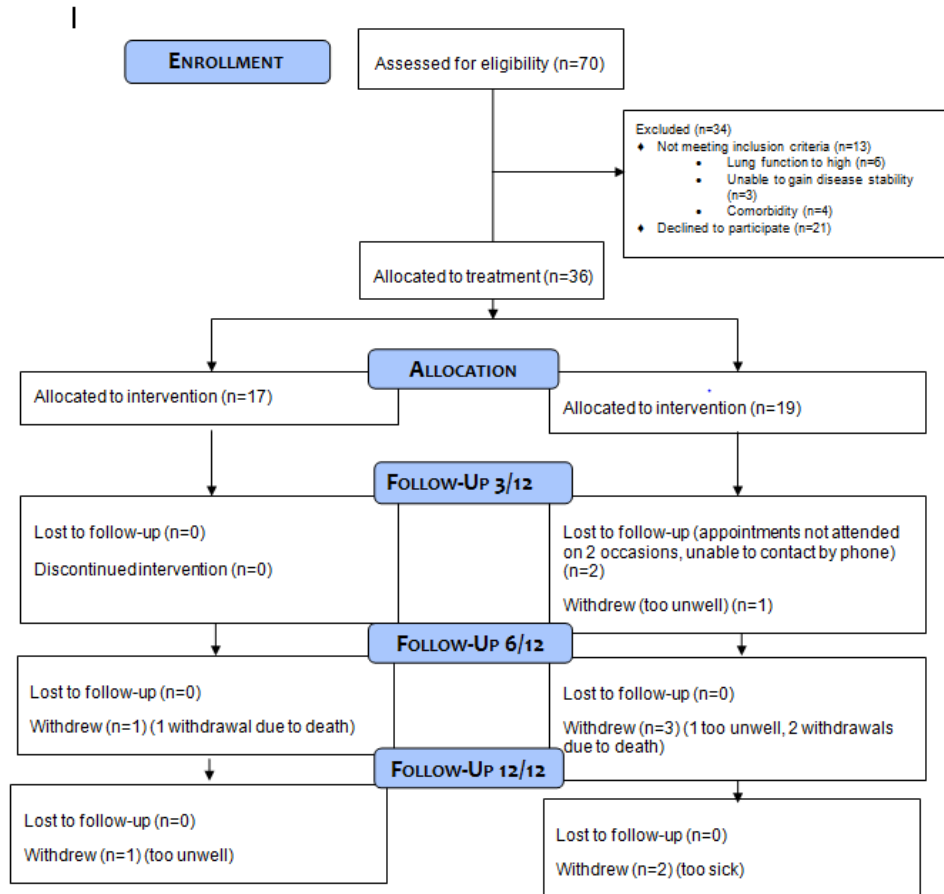 I
ENROLLMENT
Assessed for eligibility (n=70)
Excluded (n=34)
♦ Not meeting inclusion criteria (n=13)
• Lung function to high (n=6)
• Unable to gain disease stability
(n=3)
• Comorbidity (n=4)
♦ Declined to participate (n=21)
Allocated to treatment (n=36)
ALLOCATION
Allocated to intervention (n=17)
Allocated to intervention (n=19)
FOLLOW-UP 3/12
Lost to follow-up (n=0)
Discontinued intervention (n=0)
Lost to follow-up (appointments not attended
on 2 occasions, unable to contact by phone)
(n=2)
Withdrew (too unwell) (n=1)
FOLLOW-UP 6/12
Lost to follow-up (n=0)
Withdrew (n=1) (1 withdrawal due to death)
Lost to follow-up (n=0)
Withdrew (n=3) (1 too unwell, 2 withdrawals
due to death)
FOLLOW-UP 12/12
Lost to follow-up (n=0)
Withdrew (n=1) (too unwell)
Lost to follow-up (n=0)
Withdrew (n=2) (too sick)